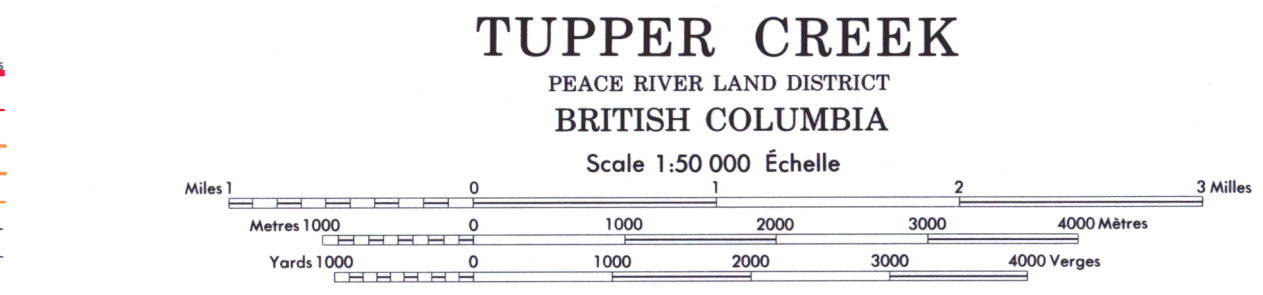 TUPPER CREEK
PEACE RIVER LAND DISTRICT
BRITISH COLUMBIA
Scale 1:50 000 Échelle
Miles 1 0 1 2 3 Milles
Metres 1000 0 1000 2000 3000 4000 Mètres
Yards 1000 0 1000 2000 3000 4000 Verges